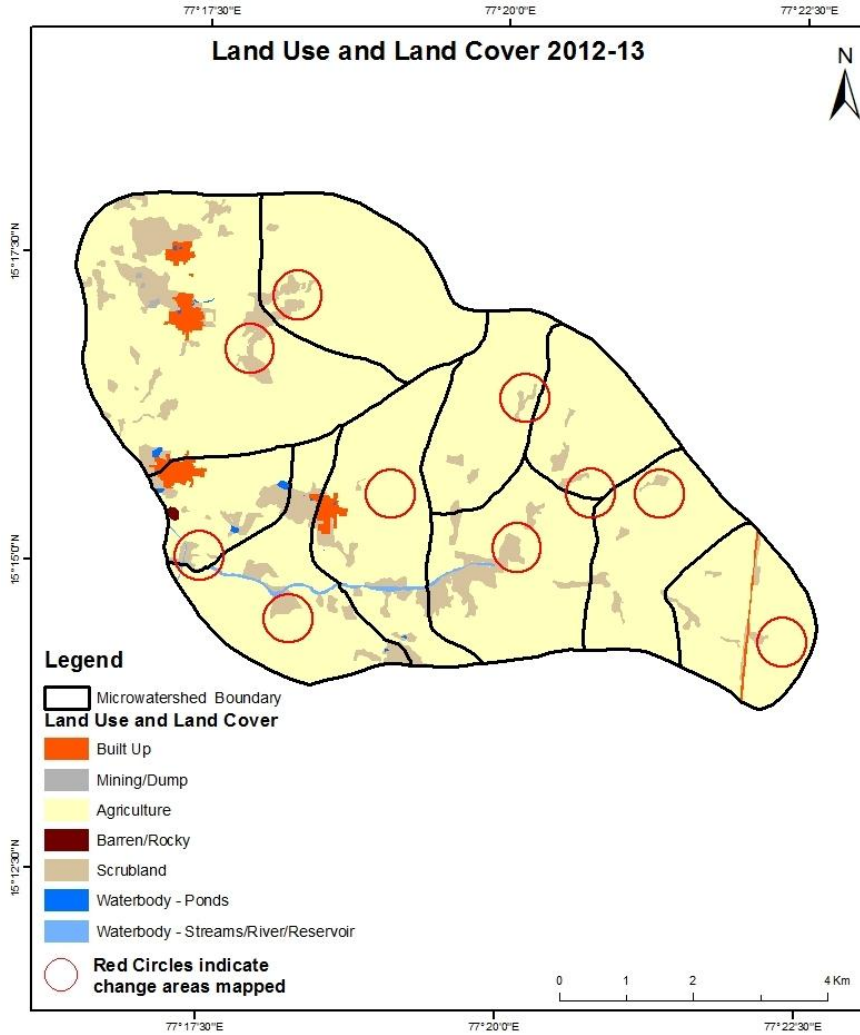 77°17'30"E 77°20'0"E 77°22'30"E
Land Use and Land Cover 2012-13
N
15°17'30"N
15°15'0"N
15°12'30"N
Legend
Microwatershed Boundary
Land Use and Land Cover
Built Up
Mining/Dump
Agriculture
Barren/Rocky
Scrubland
Waterbody - Ponds
Waterbody - Streams/River/Reservoir
Red Circles indicate
change areas mapped
0 1 2 4 Km
77°17'30"E 77°20'0"E 77°22'30"E